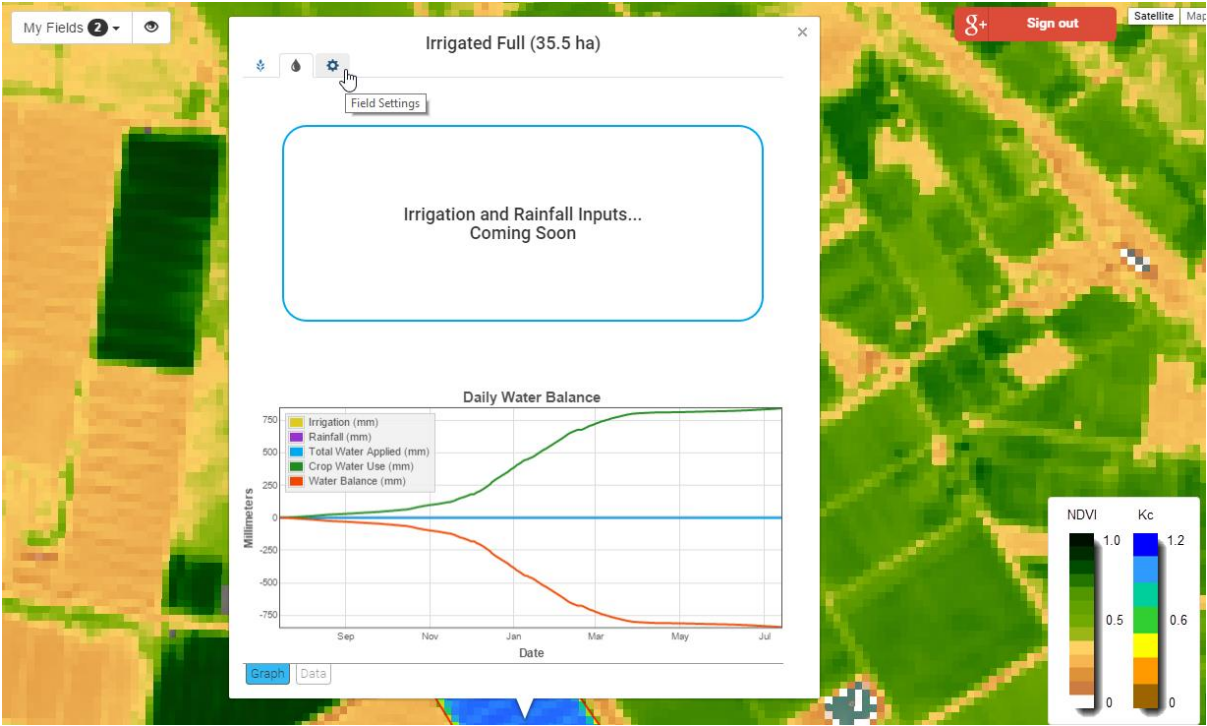 My Fields 2
Irrigated Full (35.5 ha)
×
g+ Sign out
Satellite Map
Field Settings
Irrigation and Rainfall Inputs...
Coming Soon
Daily Water Balance
Irrigation (mm)
Rainfall (mm)
Total Water Applied (mm)
Crop Water Use (mm)
Water Balance (mm)
Millimeters
750
500
250
0
-250
-500
-750
Sep Nov Jan Mar May Jul
Date
Graph Data
NDVI Kc
1.0 1.2
0.5 0.6
0 0